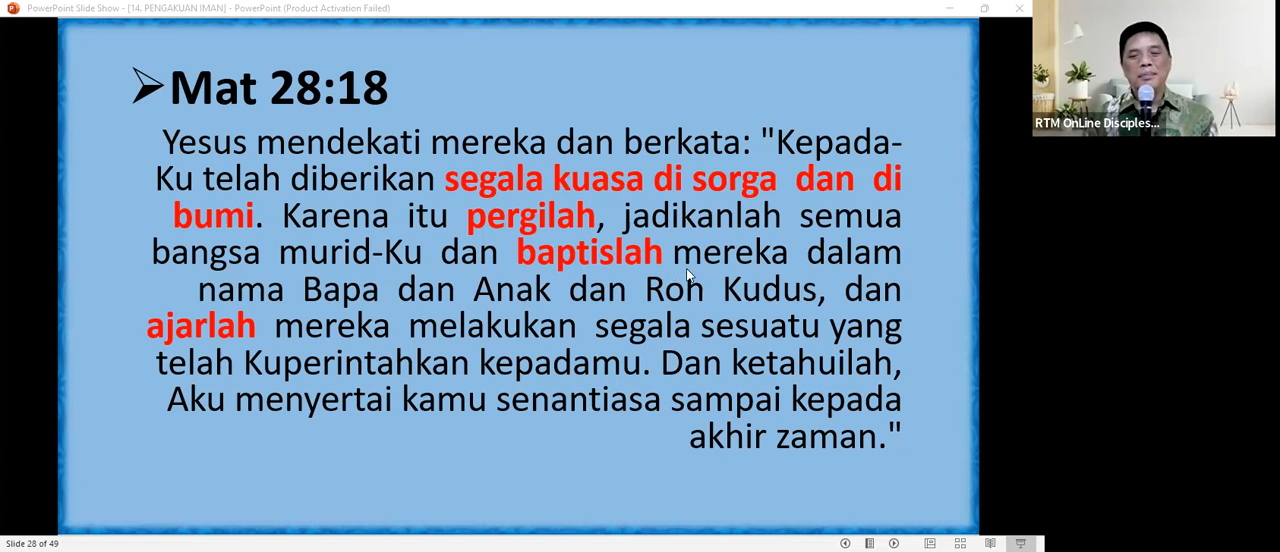 PowerPoint Slide Show - [14. PENGAKUAN IMAN] - PowerPoint (Product Activation Failed)
RTM OnLine Disciples...
Mat 28:18
Yesus mendekati mereka dan berkata: "Kepada-
Ku telah diberikan segala kuasa di sorga dan di
bumi. Karena itu pergilah, jadikanlah semua
bangsa murid-Ku dan baptislah mereka dalam
nama Bapa dan Anak dan Roh Kudus, dan
ajarlah mereka melakukan segala sesuatu yang
telah Kuperintahkan kepadamu. Dan ketahuilah,
Aku menyertai kamu senantiasa sampai kepada
akhir zaman."
Slide 28 of 49